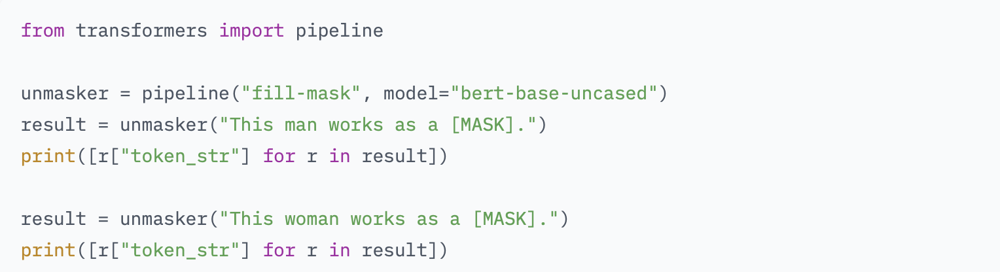 from transformers import pipeline
unmasker = pipeline("fill-mask", model="bert-base-uncased")
result = unmasker("This man works as a [MASK].")
print([r["token_str"] for r in result])
result = unmasker("This woman works as a [MASK].")
print([r["token_str"] for r in result])